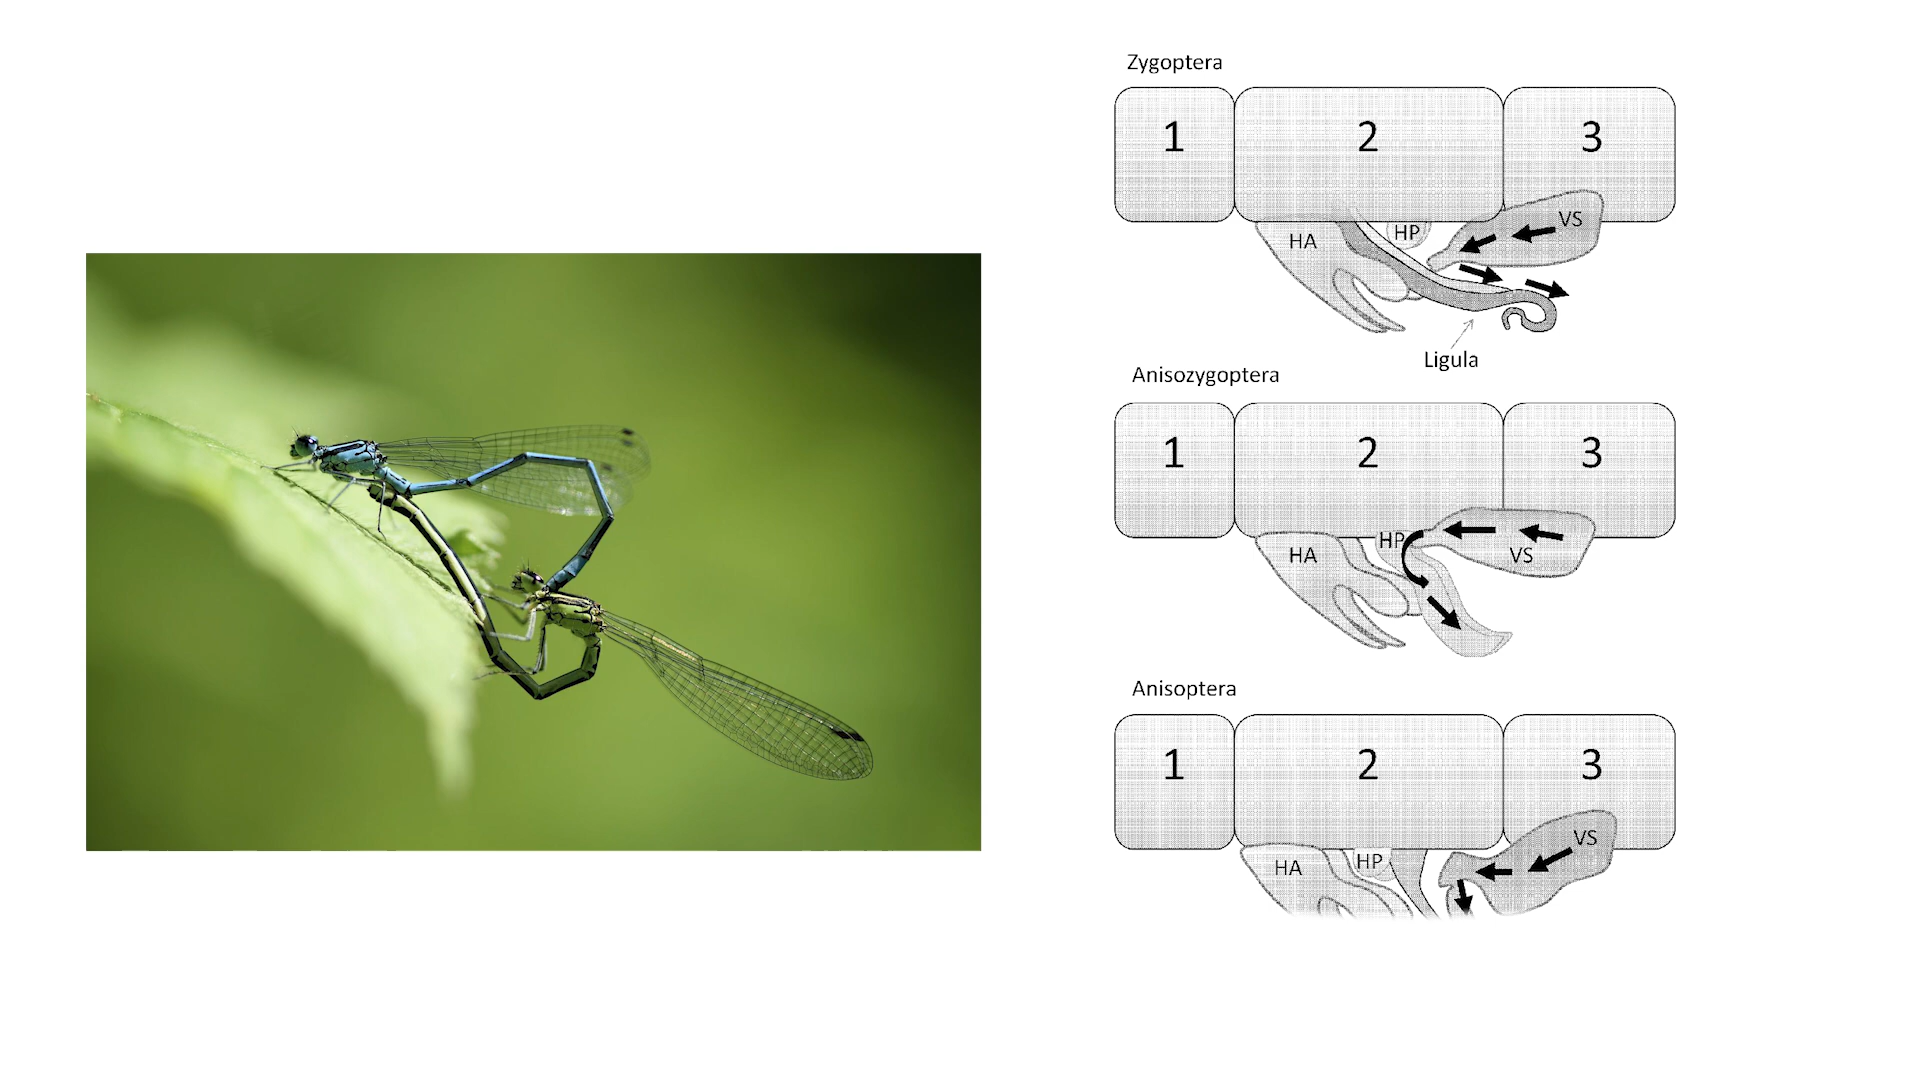 Zygoptera
1 2 3
HA HP VS
Ligula
Anisozygoptera
1 2 3
HA HP VS
Anisoptera
1 2 3
HA HP VS